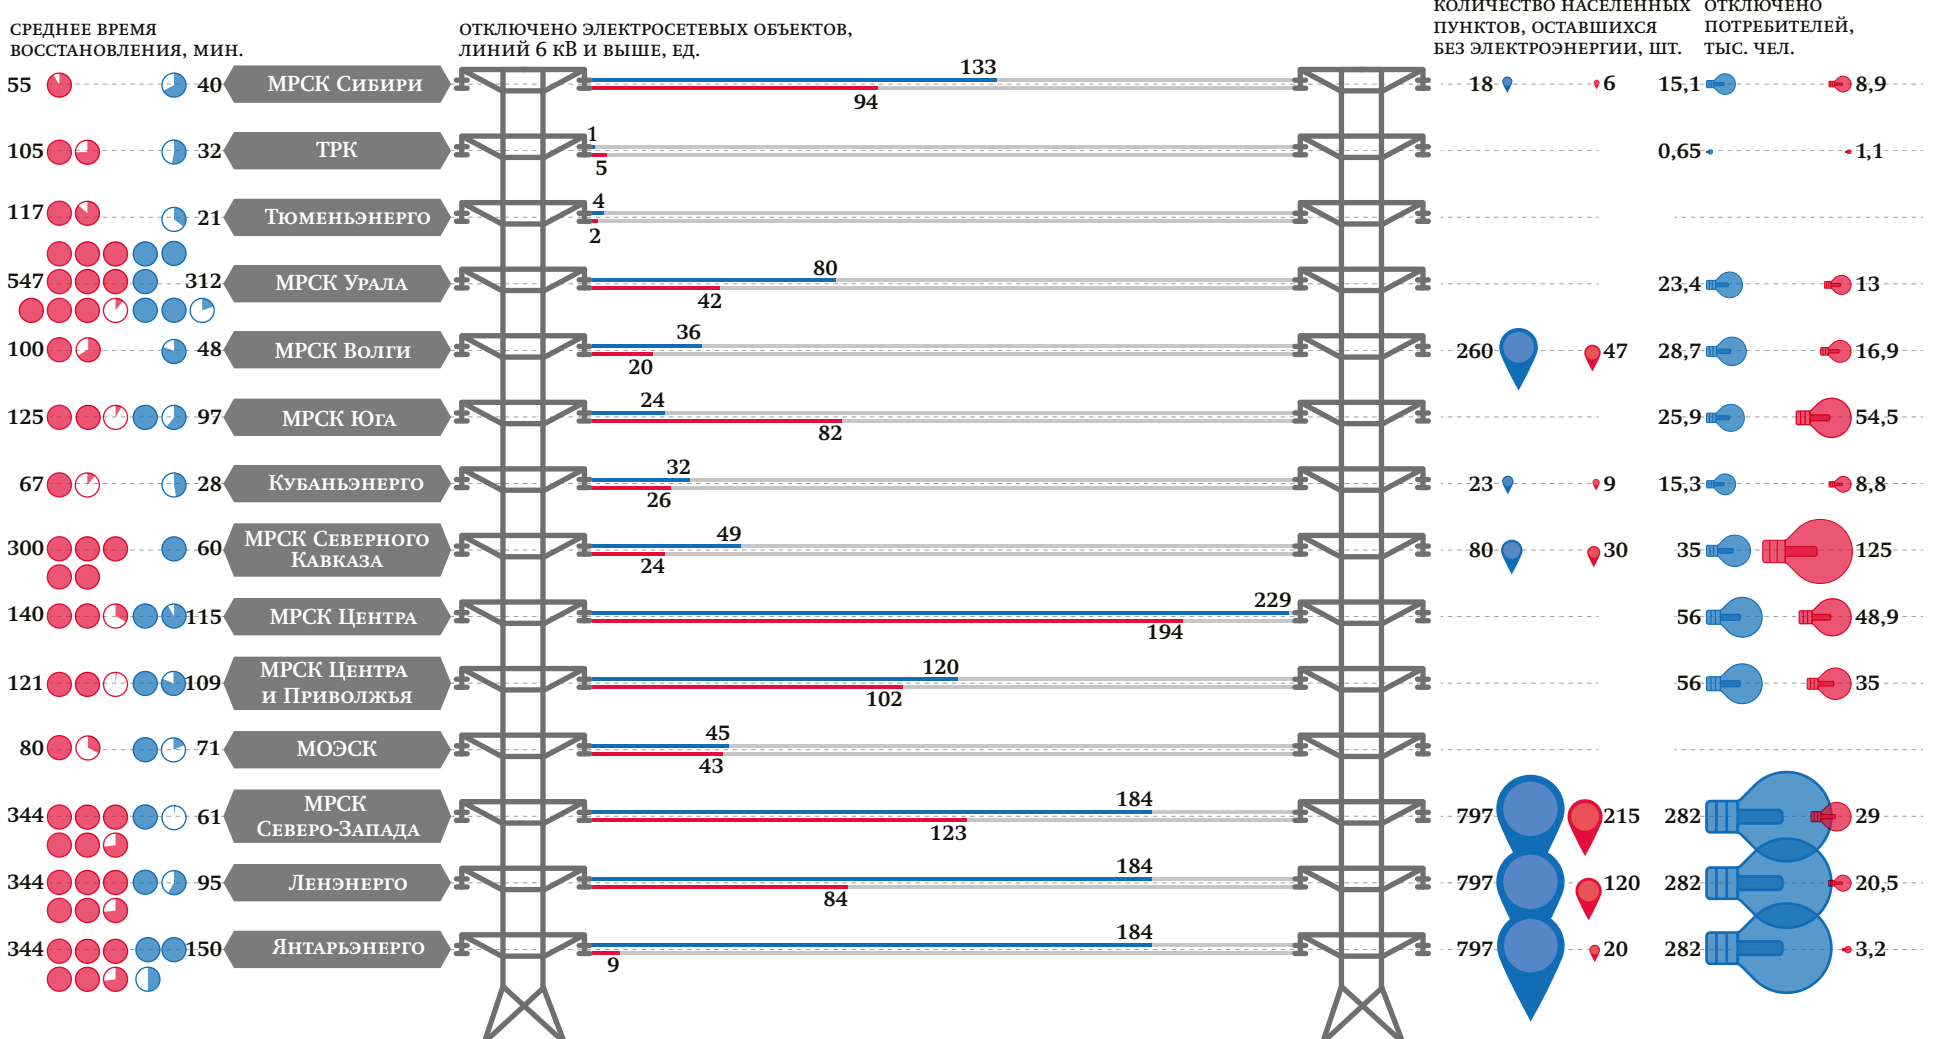 СРЕДНЕЕ ВРЕМЯ
ВОССТАНОВЛЕНИЯ, МИН.
ОТКЛЮЧЕНО ЭЛЕКТРОСЕТЕВЫХ ОБЪЕКТОВ,
ЛИНИЙ 6 КВ И ВЫШЕ, ЕД.
КОЛИЧЕСТВО НАСЕЛЕННЫХ
ПУНКТОВ, ОСТАВШИХСЯ
БЕЗ ЭЛЕКТРОЭНЕРГИИ, ШТ.
ОТКЛЮЧЕНО
ПОТРЕБИТЕЛЕЙ,
ТЫС. ЧЕЛ.
55 40 МРСК Сибири 133 94 18 6 15,1 8,9
105 32 ТРК 1 5 0,65 1,1
117 21 Тюменьэнерго 4 2
547 312 МРСК Урала 80 42 23,4 13
100 48 МРСК Волги 36 20 260 47 28,7 16,9
125 97 МРСК Юга 24 82 25,9 54,5
67 28 Кубаньэнерго 32 26 23 9 15,3 8,8
300 60 МРСК Северного
Кавказа 49 24 80 30 35 125
140 115 МРСК Центра 229 194 56 48,9
121 109 МРСК Центра
и Приволжья 120 102 56 35
80 71 МОЭСК 45 43
344 61 МРСК
Северо-Запада 184 123 797 215 282 29
344 95 Ленэнерго 184 84 797 120 282 20,5
344 150 Янтарьэнерго 184 9 797 20 282 3,2